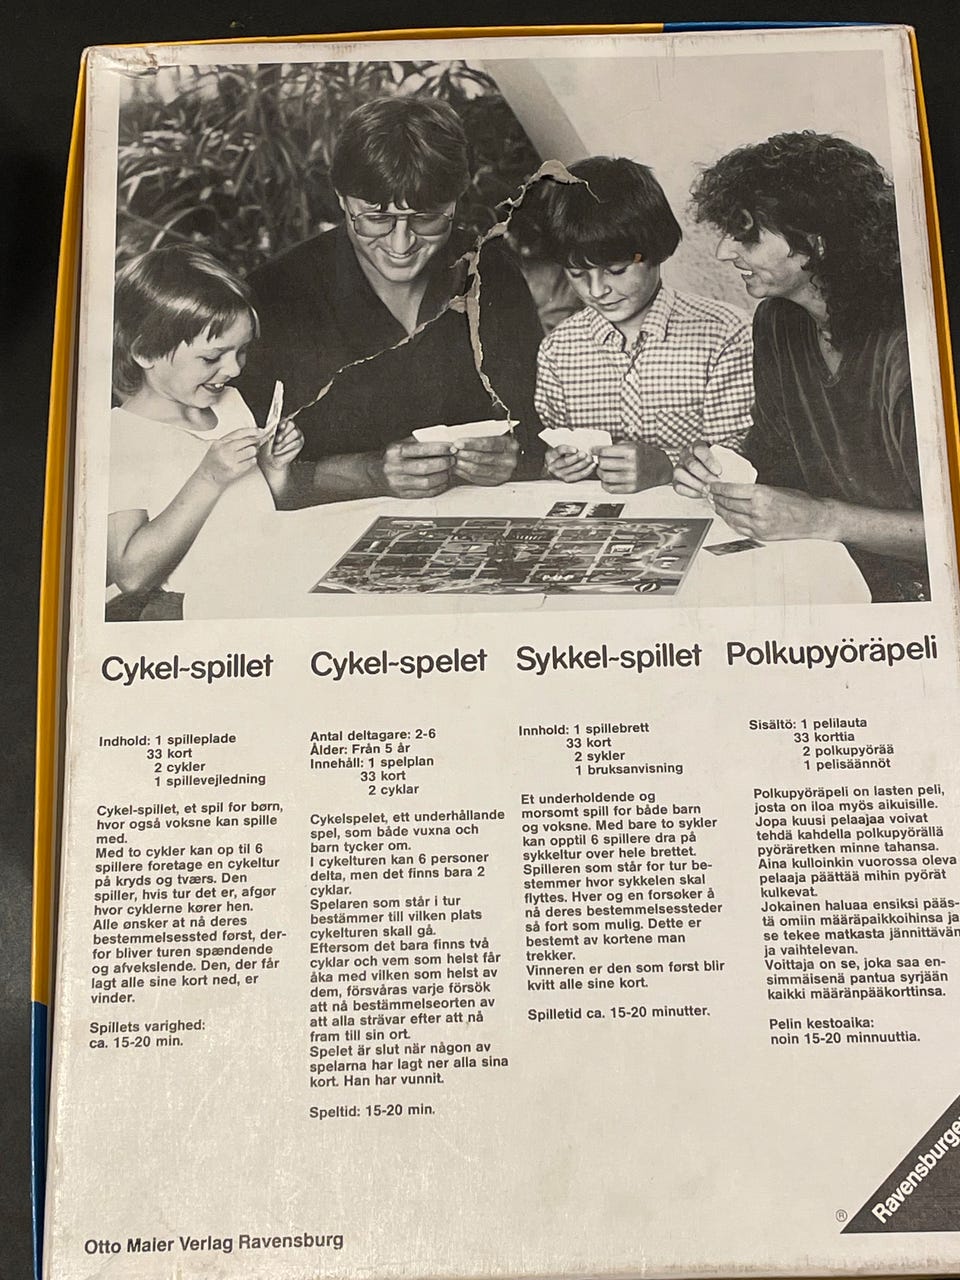 Cykel-spillet
Indhold: 1 spilleplade
33 kort
2 cykler
1 spillevejledning
Cykel-spillet, et spil for børn,
hvor også voksne kan spille
med.
Med to cykler kan op til 6
spillere foretage en cykeltur
på kryds og tværs. Den
spiller, hvis tur det er, afgør
hvor cyklerne kører hen.
Alle ønsker at nå deres
bestemmelsessted først, der-
for bliver turen spændende
og afvekslende. Den, der får
lagt alle sine kort ned, er
vinder.
Spillets varighed:
ca. 15-20 min.
Cykel-spelet
Antal deltagare: 2-6
Ålder: Från 5 år
Innehåll: 1 spelplan
33 kort
2 cyklar
Cykelspelet, ett underhållande
spel, som både vuxna och
barn tycker om.
I cykelturen kan 6 personer
delta, men det finns bara 2
cyklar.
Spelaren som står i tur
bestämmer till vilken plats
cykelturen skall gå.
Eftersom det bara finns två
cyklar och vem som helst får
åka med vilken som helst av
dem, försvåras varje försök
att nå bestämmelseorten av
att alla strävar efter att nå
fram till sin ort.
Spelet är slut när någon av
spelarna har lagt ner alla sina
kort. Han har vunnit.
Speltid: 15-20 min.
Sykkel-spillet
Innhold: 1 spillebrett
33 kort
2 sykler
1 bruksanvisning
Et underholdende og
morsomt spill for både barn
og voksne. Med bare to sykler
kan opptil 6 spillere dra på
sykkeltur over hele brettet.
Spilleren som står for tur be-
stemmer hvor sykkelen skal
flyttes. Hver og en forsøker å
nå deres bestemmelsessteder
så fort som mulig. Dette er
bestemt av kortene man
trekker.
Vinneren er den som først blir
kvitt alle sine kort.
Spilletid ca. 15-20 minutter.
Polkupyöräpeli
Sisältö: 1 pelilauta
33 korttia
2 polkupyörää
1 pelisäännöt
Polkupyöräpeli on lasten peli,
josta on iloa myös aikuisille.
Jopa kuusi pelaajaa voivat
tehdä kahdella polkupyörällä
pyöräretken minne tahansa.
Aina kulloinkin vuorossa oleva
pelaaja päättää mihin pyörät
kulkevat.
Jokainen haluaa ensiksi pääs-
tä omiin määräpaikkoihinsa ja
se tekee matkasta jännittävän
ja vaihtelevan.
Voittaja on se, joka saa en-
simmäisenä pantua syrjään
kaikki määränpääkorttinsa.
Pelin kestoaika:
noin 15-20 minnuuttia.
Otto Maier Verlag Ravensburg
® Ravensburger